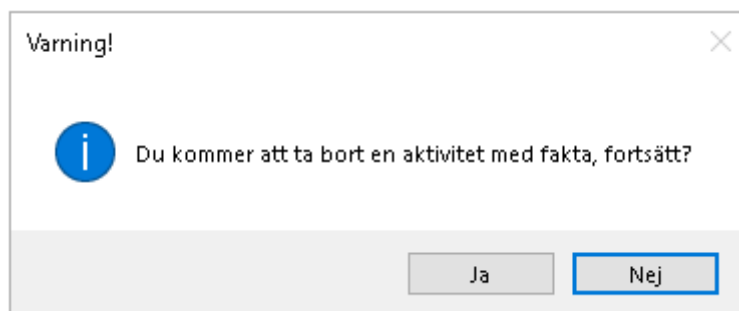 Varning!
Du kommer att ta bort en aktivitet med fakta, fortsätt?
Ja
Nej